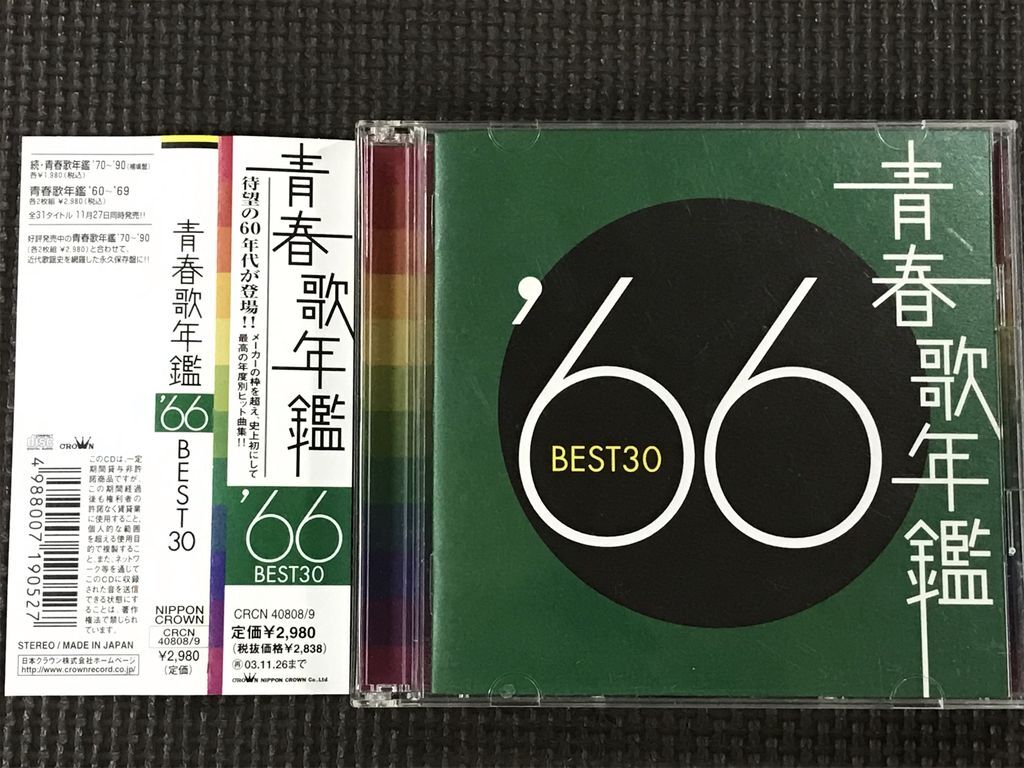 続・青春歌年鑑'70〜'90(補填盤)
各¥1,980(税込)
青春歌年鑑'60〜'69
各2枚組 ¥2,980(税込)
全31タイトル 11月27日同時発売!!
好評発売中の青春歌年鑑'70〜'90
(各2枚組 ¥2,980)と合わせて、
近代歌謡史を網羅した永久保存盤に!!
CROWN
このCDは、一定
期間貸与非許
諾商品ですが、
この期間経過
後も権利者の
許諾なく賃貸業
に使用すること、
個人的な範囲
を超える使用目
的で複製するこ
と、また、ネットワ
ーク等を通じて
このCDに収録
された音を送信
できる状態にす
ることは、著作
権法で禁じられ
ています。
4988007190527
STEREO / MADE IN JAPAN
日本クラウン株式会社ホームページ
http://www.crownrecord.co.jp/
青春歌年鑑
'66
BEST30
NIPPON
CROWN
CRCN
40808/9
¥2,980
(定価)
青春歌年鑑
待望の60年代が登場!!
メーカーの枠を超え、史上初にして
最高の年度別ヒット曲集!!
'66
BEST30
CRCN 40808/9
定価¥2,980
(税抜価格¥2,838)
再 03.11.26まで
CROWN NIPPON CROWN Co.,Ltd
青春歌年鑑
'66
BEST30